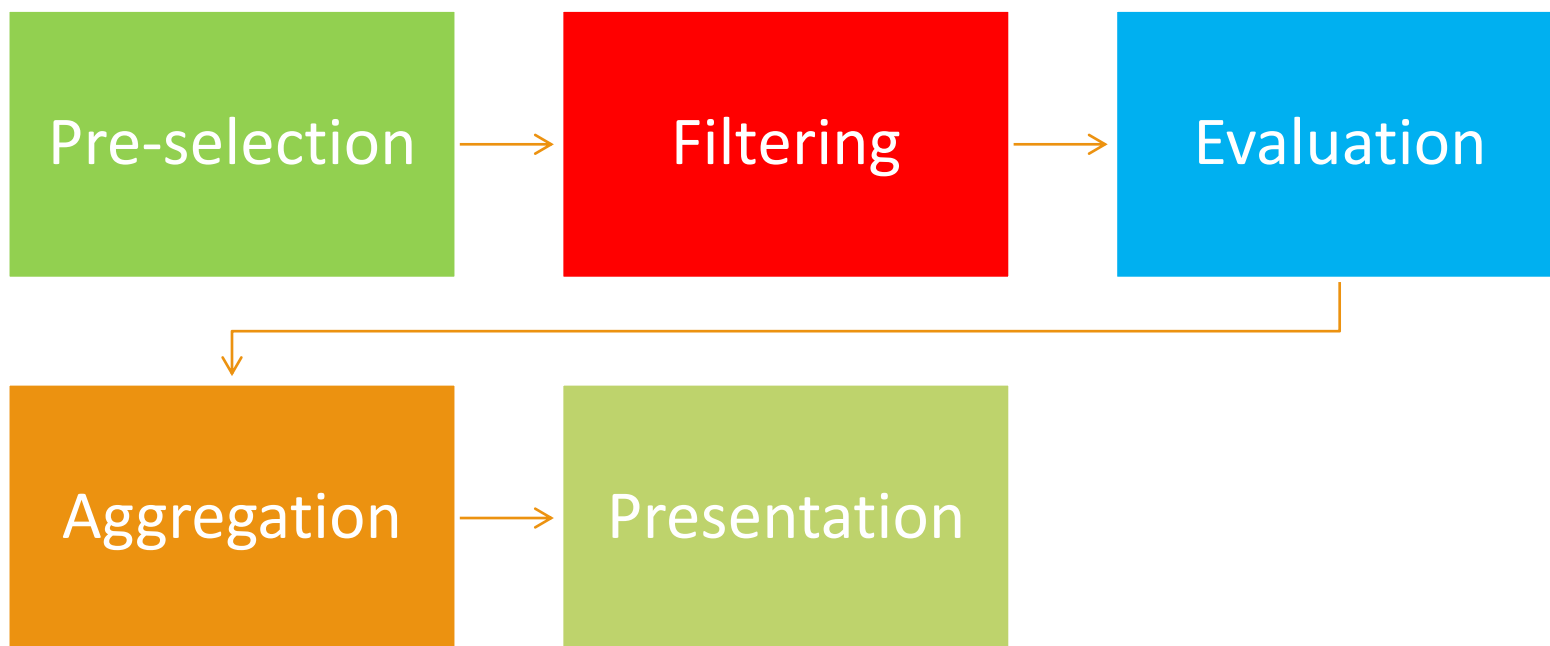 Pre-selection
Filtering
Evaluation
Aggregation
Presentation